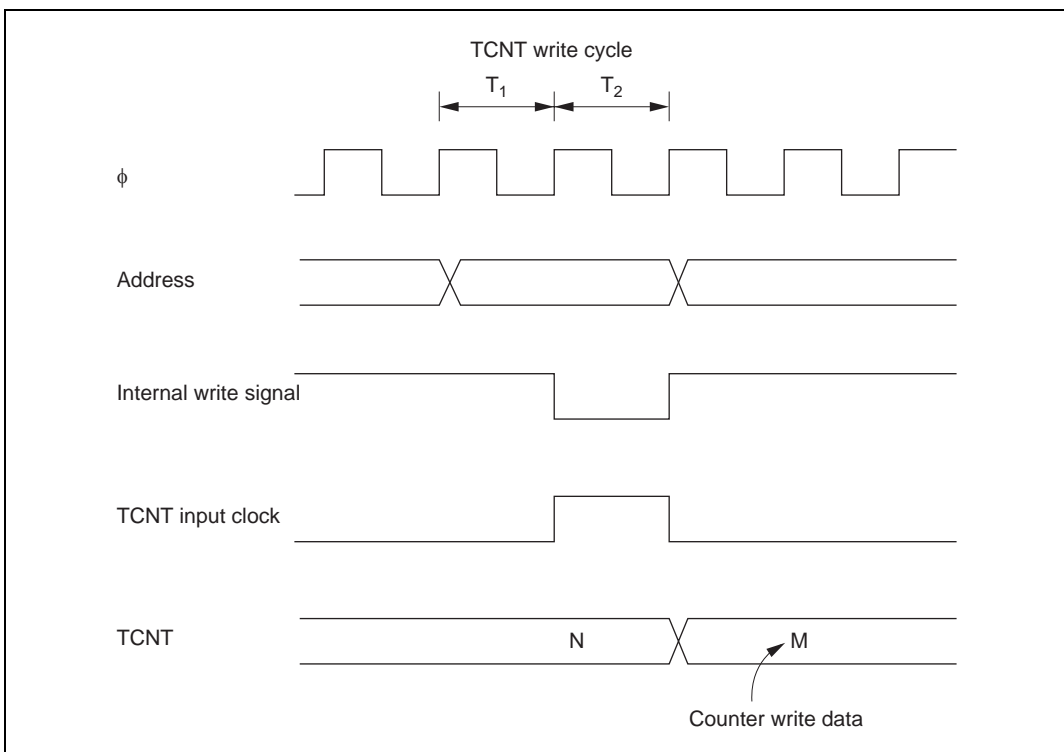 TCNT write cycle
T1 T2
ϕ
Address
Internal write signal
TCNT input clock
TCNT N M
Counter write data